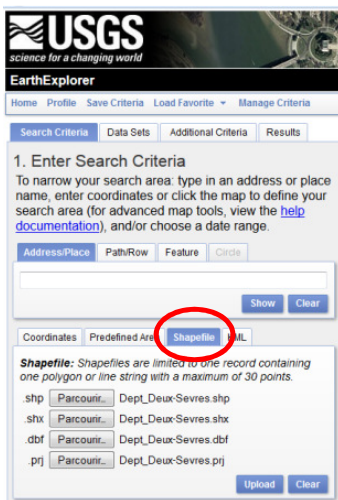 USGS
science for a changing world
EarthExplorer
Home Profile Save Criteria Load Favorite Manage Criteria
Search Criteria Data Sets Additional Criteria Results
1. Enter Search Criteria
To narrow your search area: type in an address or place
name, enter coordinates or click the map to define your
search area (for advanced map tools, view the help
documentation), and/or choose a date range.
Address/Place Path/Row Feature Circle
Show Clear
Coordinates Predefined Area Shapefile KML
Shapefile: Shapefiles are limited to one record containing
one polygon or line string with a maximum of 30 points.
.shp Parcourir... Dept_Deux-Sevres.shp
.shx Parcourir... Dept_Deux-Sevres.shx
.dbf Parcourir... Dept_Deux-Sevres.dbf
.prj Parcourir... Dept_Deux-Sevres.prj
Upload Clear